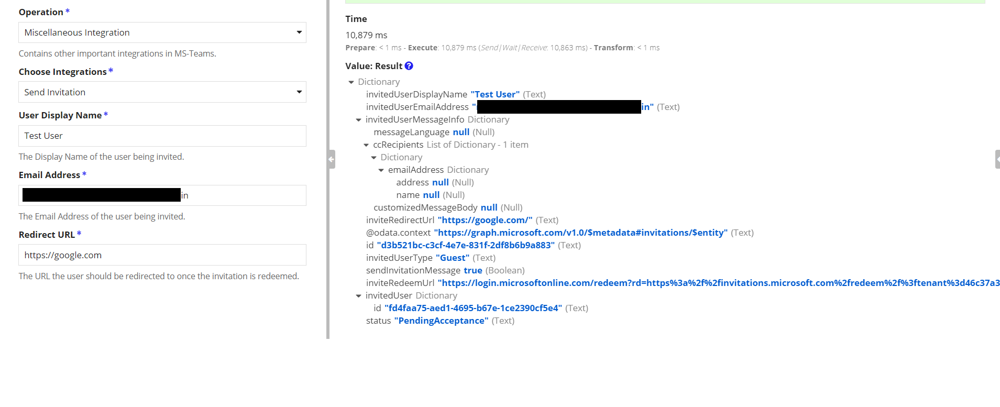 Operation *
Miscellaneous Integration
Contains other important integrations in MS-Teams.
Choose Integrations *
Send Invitation
User Display Name *
Test User
The Display Name of the user being invited.
Email Address *
in
The Email Address of the user being invited.
Redirect URL *
https://google.com
The URL the user should be redirected to once the invitation is redeemed.
Time
10,879 ms
Prepare: < 1 ms - Execute: 10,879 ms (Send|Wait|Receive: 10,863 ms) - Transform: < 1 ms
Value: Result ?
Dictionary
invitedUserDisplayName "Test User" (Text)
invitedUserEmailAddress " in" (Text)
invitedUserMessageInfo Dictionary
messageLanguage null (Null)
ccRecipients List of Dictionary - 1 item
Dictionary
emailAddress Dictionary
address null (Null)
name null (Null)
customizedMessageBody null (Null)
inviteRedirectUrl "https://google.com/" (Text)
@odata.context "https://graph.microsoft.com/v1.0/$metadata#invitations/$entity" (Text)
id "d3b521bc-c3cf-4e7e-831f-2df8b6b9a883" (Text)
invitedUserType "Guest" (Text)
sendInvitationMessage true (Boolean)
inviteRedeemUrl "https://login.microsoftonline.com/redeem?rd=https%3a%2f%2finvitations.microsoft.com%2fredeem%2f%3ftenant%3d46c37a3
invitedUser Dictionary
id "fd4faa75-aed1-4695-b67e-1ce2390cf5e4" (Text)
status "PendingAcceptance" (Text)